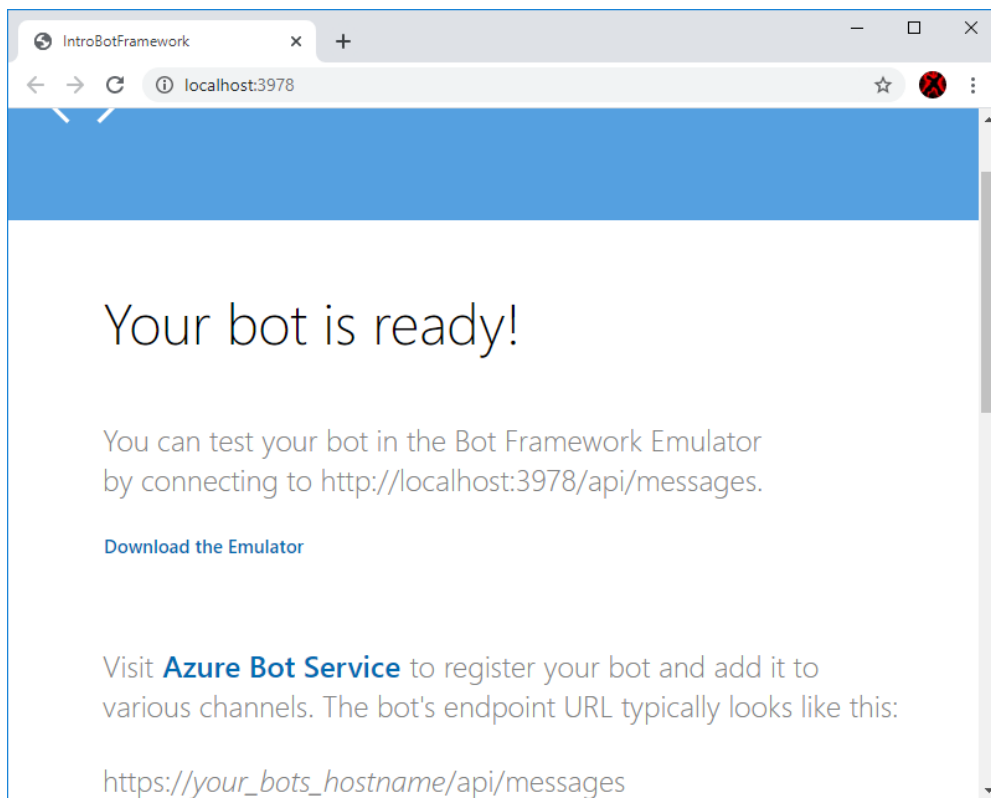 IntroBotFramework
localhost:3978
Your bot is ready!
You can test your bot in the Bot Framework Emulator
by connecting to http://localhost:3978/api/messages.
Download the Emulator
Visit Azure Bot Service to register your bot and add it to
various channels. The bot's endpoint URL typically looks like this:
https://your_bots_hostname/api/messages